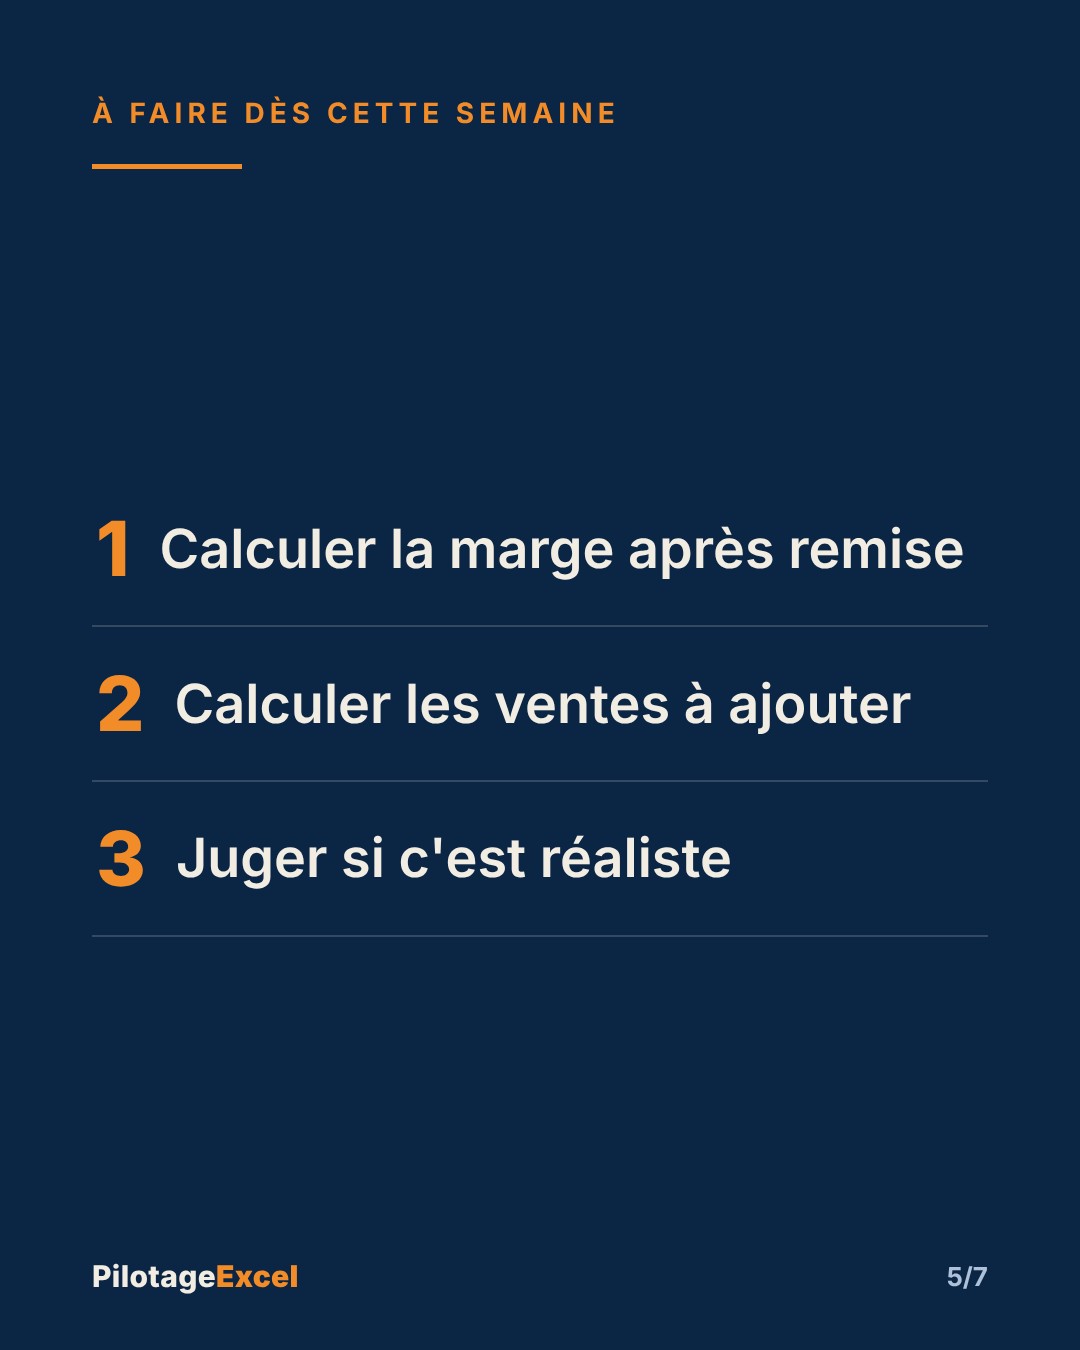 À FAIRE DÈS CETTE SEMAINE
1 Calculer la marge après remise
2 Calculer les ventes à ajouter
3 Juger si c'est réaliste
PilotageExcel
5/7